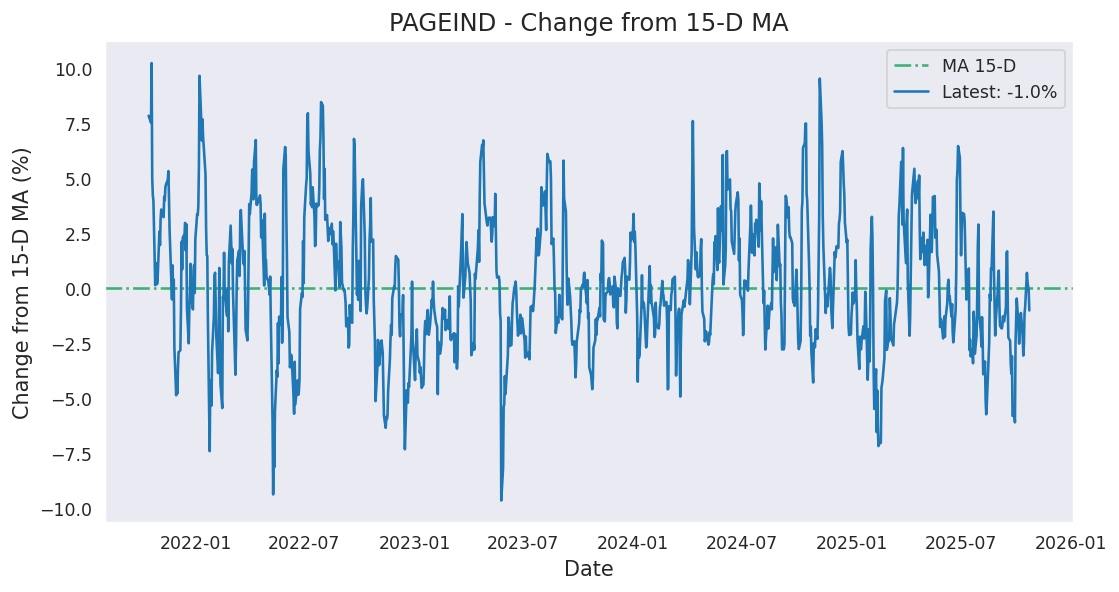 PAGEIND - Change from 15-D MA
MA 15-D
Latest: -1.0%
Change from 15-D MA (%)
10.0
7.5
5.0
2.5
0.0
−2.5
−5.0
−7.5
−10.0
2022-01 2022-07 2023-01 2023-07 2024-01 2024-07 2025-01 2025-07 2026-01
Date